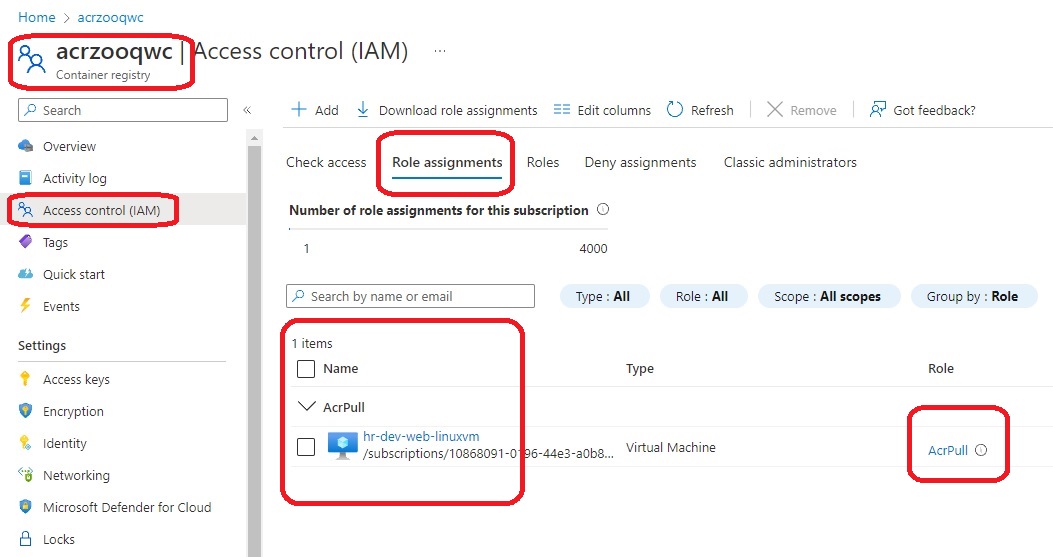 Home > acrzooqwc
acrzooqwc | Access control (IAM) ...
Container registry
Search
«
Add
Download role assignments
Edit columns
Refresh
Remove
Got feedback?
Overview
Activity log
Access control (IAM)
Tags
Quick start
Events
Settings
Access keys
Encryption
Identity
Networking
Microsoft Defender for Cloud
Locks
Check access
Role assignments
Roles
Deny assignments
Classic administrators
Number of role assignments for this subscription
1
4000
Search by name or email
Type : All
Role : All
Scope : All scopes
Group by : Role
1 items
Name
Type
Role
AcrPull
hr-dev-web-linuxvm
/subscriptions/10868091-0196-44e3-a0b8...
Virtual Machine
AcrPull